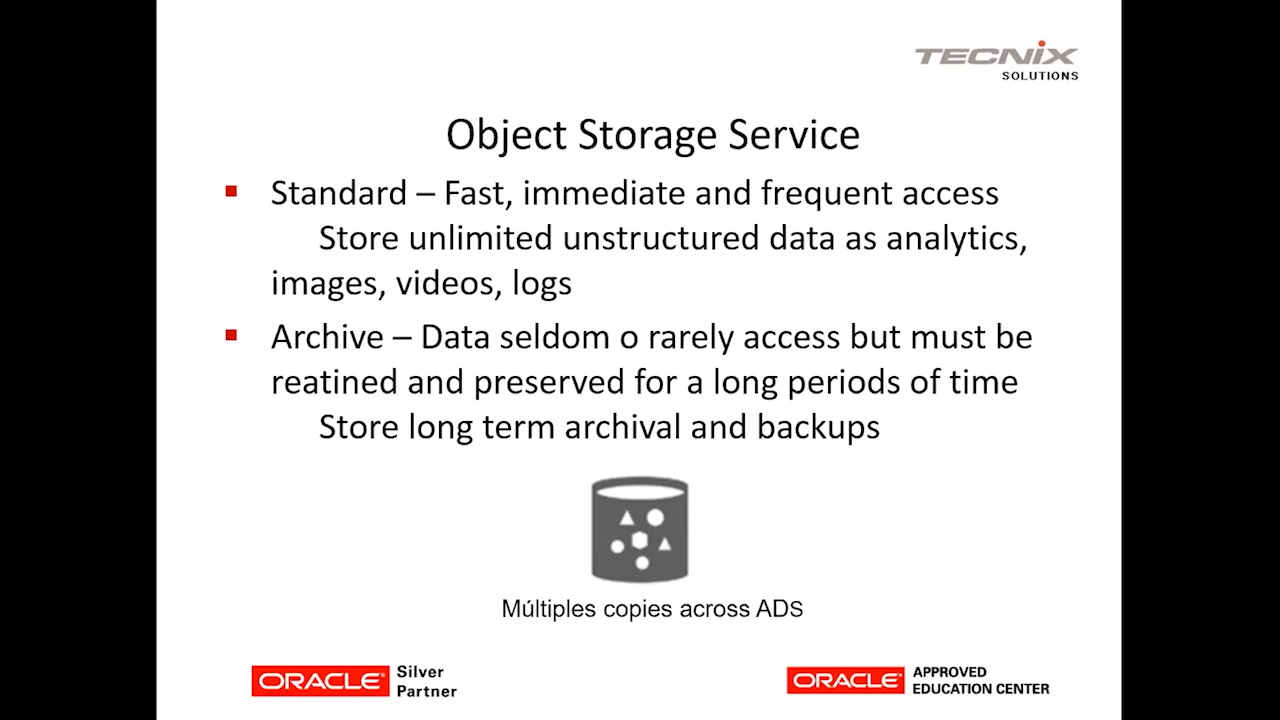 TECNIX
SOLUTIONS
Object Storage Service
Standard – Fast, immediate and frequent access
Store unlimited unstructured data as analytics,
images, videos, logs
Archive – Data seldom o rarely access but must be
reatined and preserved for a long periods of time
Store long term archival and backups
Múltiples copies across ADS
ORACLE Silver
Partner
ORACLE APPROVED
EDUCATION CENTER